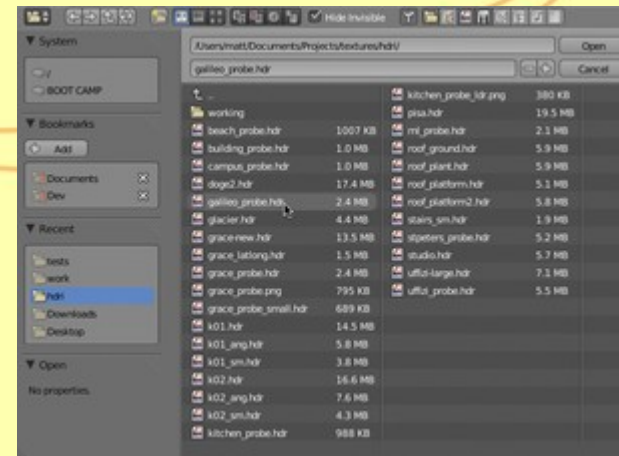 Hide Invisible
System
/
BOOT CAMP
Bookmarks
Add
Documents
Dev
Recent
tests
work
hdri
Downloads
Desktop
Open
No properties.
/Users/matt/Documents/Projects/textures/hdri/
Open
galileo_probe.hdr
Cancel
..
working
beach_probe.hdr 1007 KB
building_probe.hdr 1.0 MB
campus_probe.hdr 1.0 MB
doge2.hdr 17.4 MB
galileo_probe.hdr 2.4 MB
glacier.hdr 4.4 MB
grace-new.hdr 13.5 MB
grace_latlong.hdr 1.5 MB
grace_probe.hdr 2.4 MB
grace_probe.png 795 KB
grace_probe_small.hdr 689 KB
k01.hdr 14.5 MB
k01_ang.hdr 5.8 MB
k01_sm.hdr 3.8 MB
k02.hdr 16.6 MB
k02_ang.hdr 7.6 MB
k02_sm.hdr 4.3 MB
kitchen_probe.hdr 988 KB
kitchen_probe_ldr.png 380 KB
pisa.hdr 19.5 MB
rnl_probe.hdr 2.1 MB
roof_ground.hdr 5.9 MB
roof_plant.hdr 5.9 MB
roof_platform.hdr 5.1 MB
roof_platform2.hdr 5.8 MB
stairs_sm.hdr 1.9 MB
stpeters_probe.hdr 5.2 MB
studio.hdr 5.7 MB
uffizi-large.hdr 7.1 MB
uffizi_probe.hdr 5.5 MB